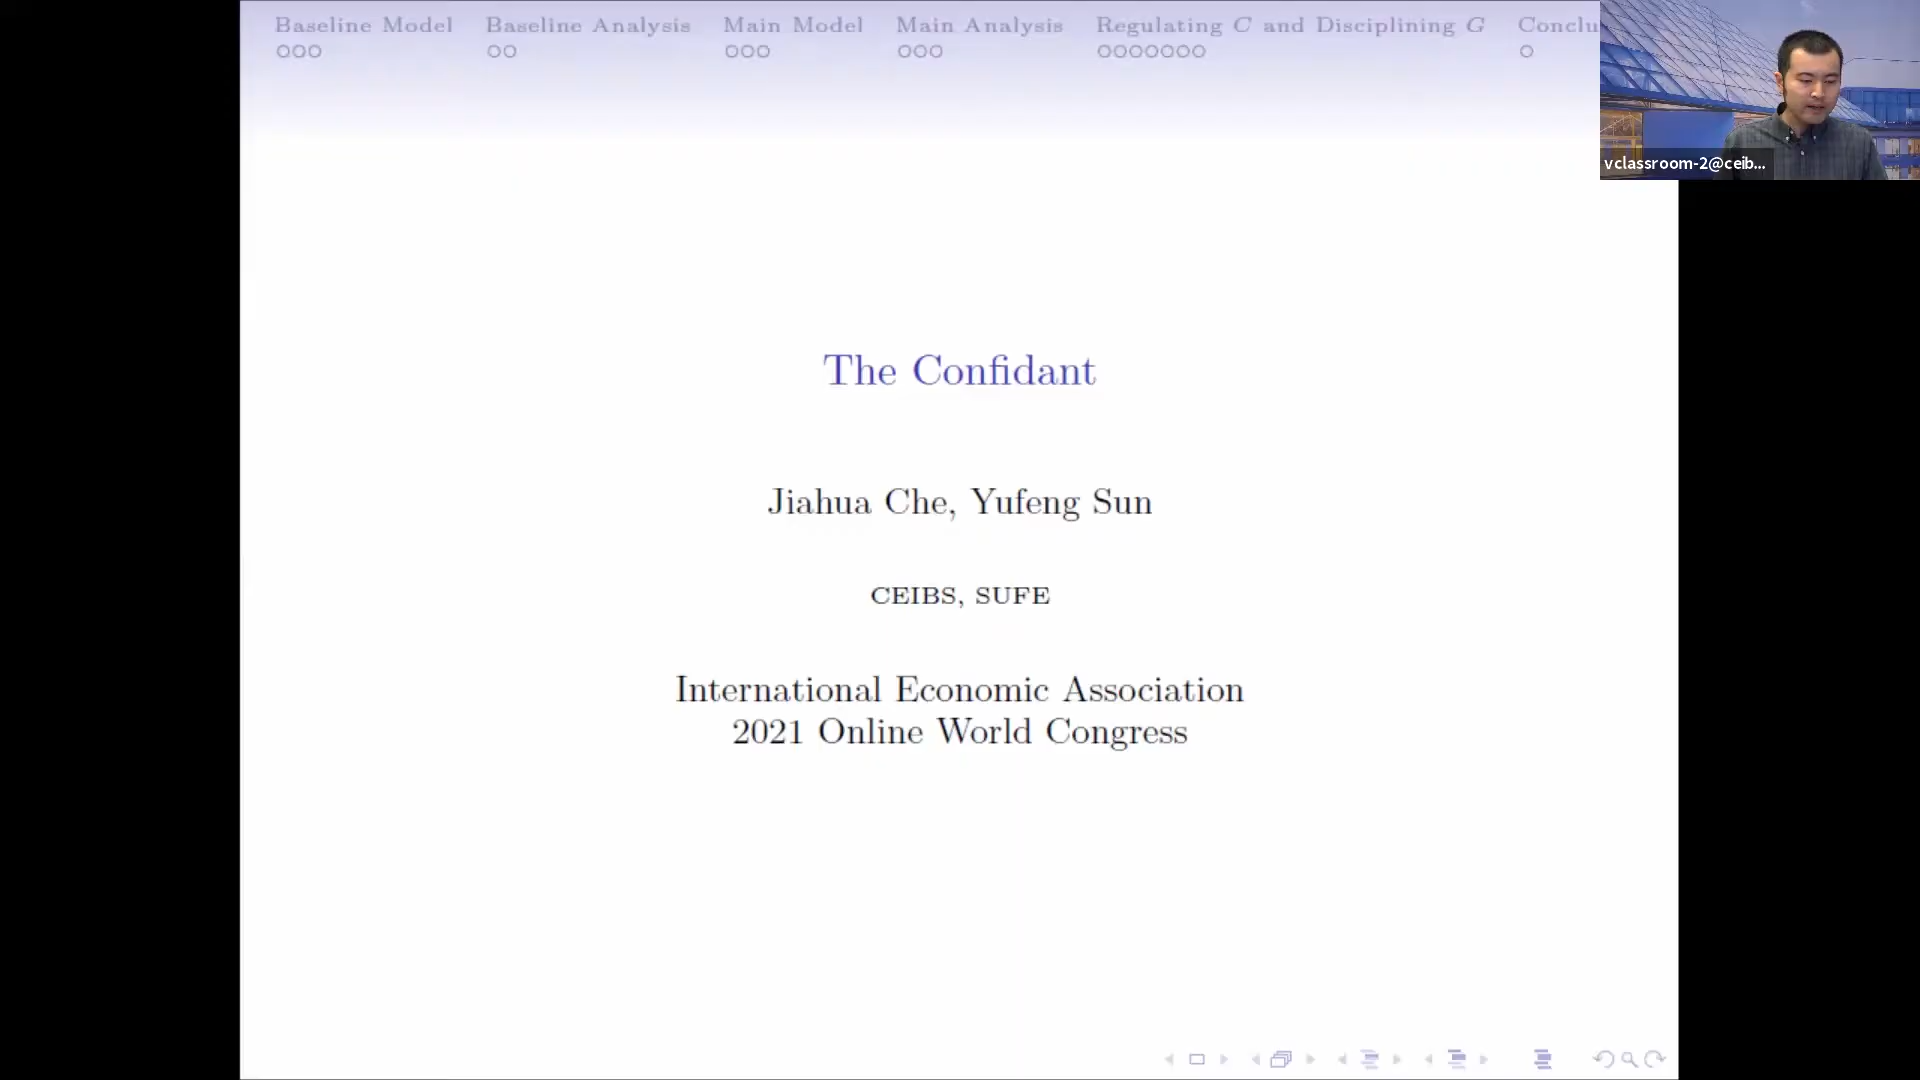 Baseline Model Baseline Analysis Main Model Main Analysis Regulating C and Disciplining G Conclu
vclassroom-2@ceib...
The Confidant
Jiahua Che, Yufeng Sun
CEIBS, SUFE
International Economic Association
2021 Online World Congress